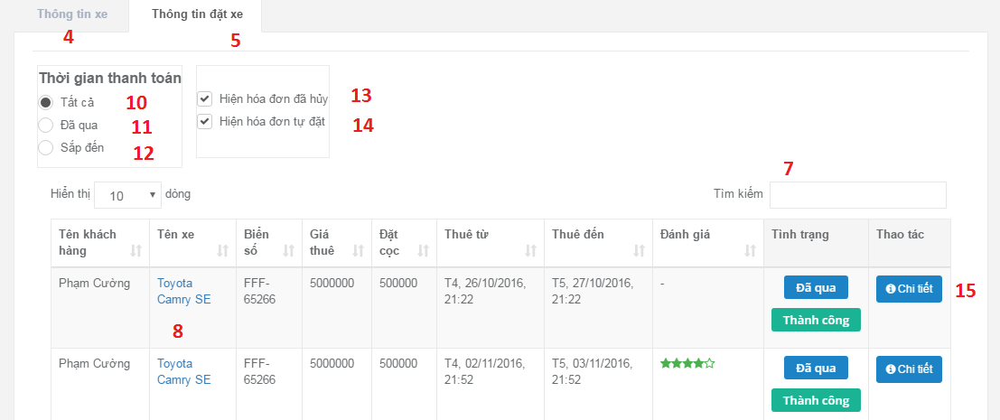 Thông tin xe
Thông tin đặt xe
4
5
Thời gian thanh toán
Tất cả
10
Đã qua
11
Sắp đến
12
Hiện hóa đơn đã hủy
13
Hiện hóa đơn tự đặt
14
7
Hiển thị 10 dòng
Tìm kiếm
Tên khách hàng Tên xe Biển số Giá thuê Đặt cọc Thuê từ Thuê đến Đánh giá Tình trạng Thao tác
Phạm Cường Toyota Camry SE FFF-65266 5000000 500000 T4, 26/10/2016, 21:22 T5, 27/10/2016, 21:22 - Đã qua Thành công Chi tiết
15
8
Phạm Cường Toyota Camry SE FFF-65266 5000000 500000 T4, 02/11/2016, 21:52 T5, 03/11/2016, 21:52 Đã qua Thành công Chi tiết